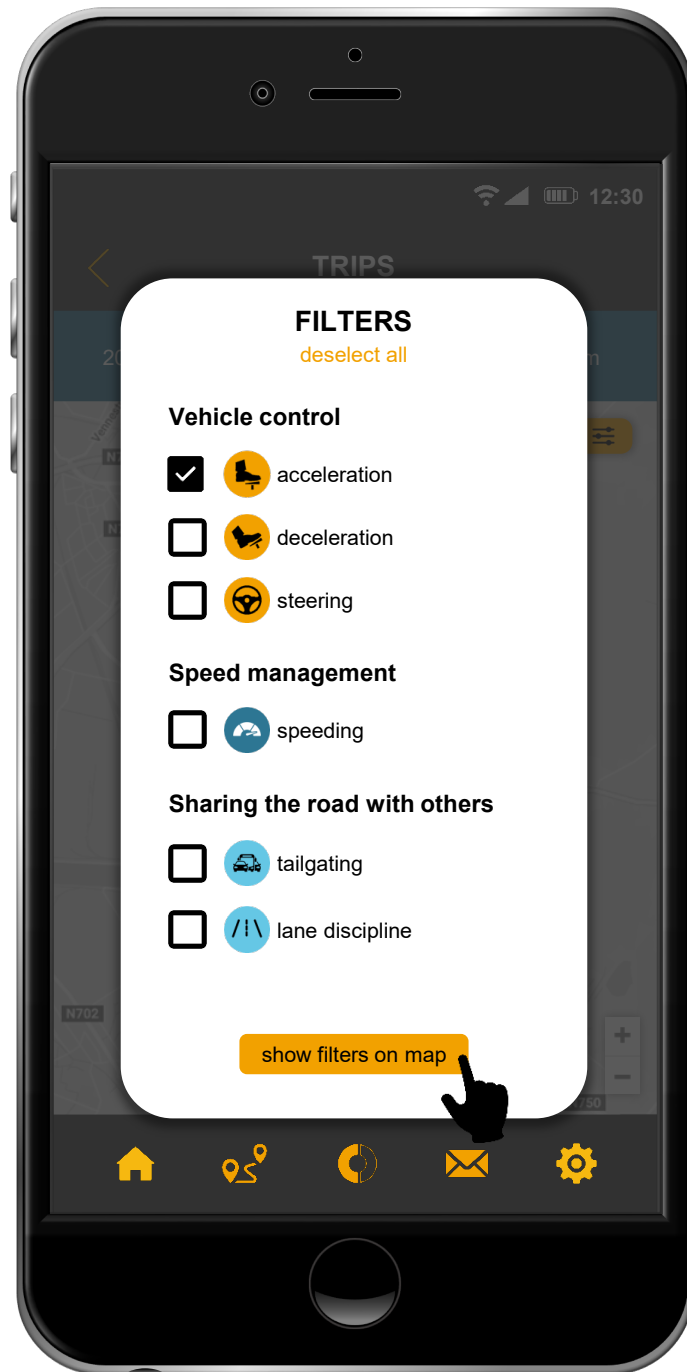 12:30
TRIPS
FILTERS
deselect all
Vehicle control
acceleration
deceleration
steering
Speed management
speeding
Sharing the road with others
tailgating
lane discipline
N702
show filters on map